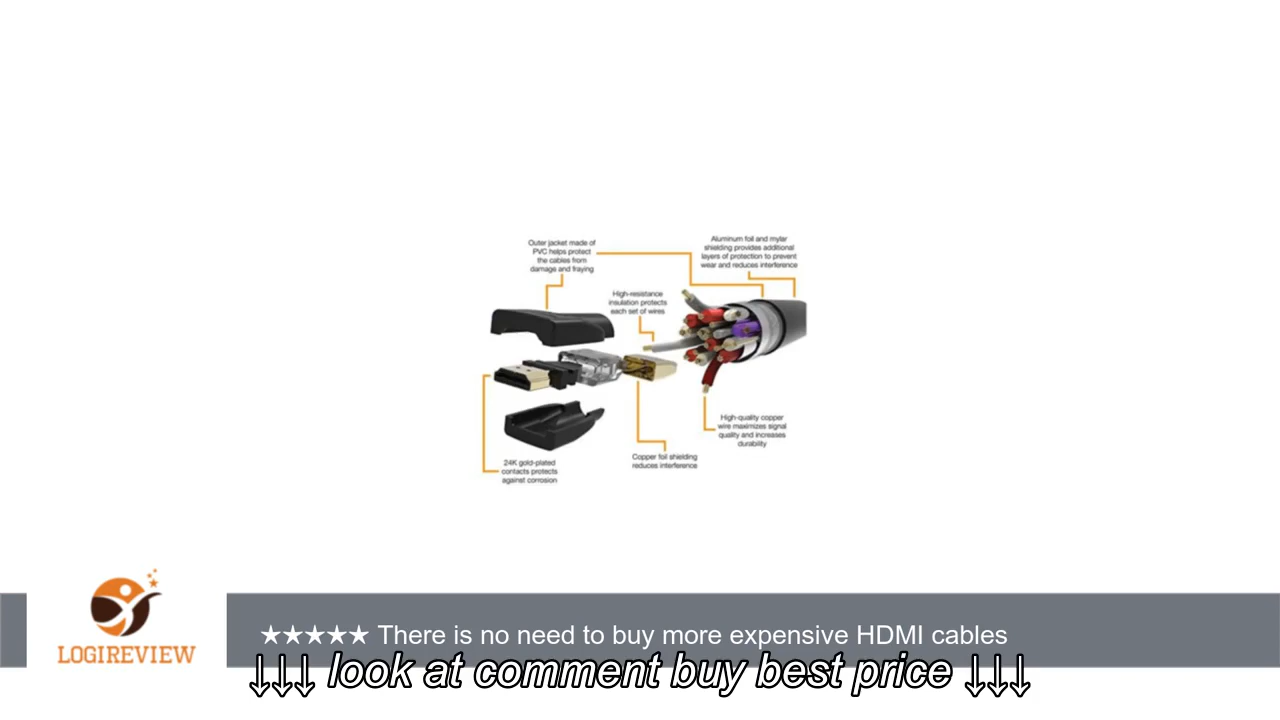 Outer jacket made of
PVC helps protect
the cables from
damage and fraying
Aluminum foil and mylar
shielding provides additional
layers of protection to prevent
wear and reduces interference
High-resistance
insulation protects
each set of wires
High-quality copper
wire maximizes signal
quality and increases
durability
Copper foil shielding
reduces interference
24K gold-plated
contacts protects
against corrosion
LOGIREVIEW
★★★★★ There is no need to buy more expensive HDMI cables
↓↓↓ look at comment buy best price ↓↓↓